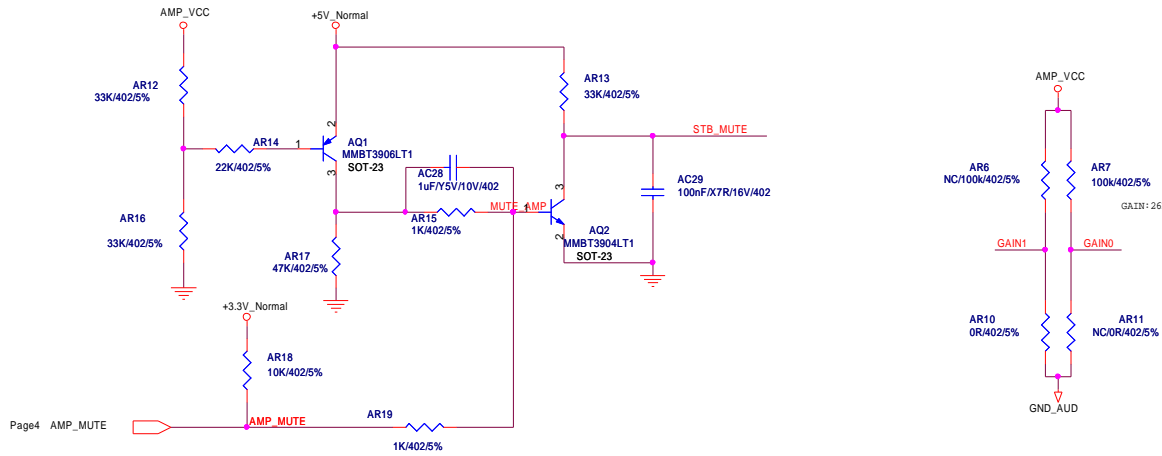 AMP_VCC
+5V_Normal
AR12
33K/402/5%
AR13
33K/402/5%
AMP_VCC
2
STB_MUTE
AR14
22K/402/5%
1
AQ1
MMBT3906LT1
SOT-23
3
AC28
1uF/Y5V/10V/402
AC29
100nF/X7R/16V/402
3
AR6
NC/100k/402/5%
AR7
100k/402/5%
GAIN:26
AR16
33K/402/5%
AR15
1K/402/5%
MUTE_AMP
1
2
AQ2
MMBT3904LT1
SOT-23
AR17
47K/402/5%
GAIN1
GAIN0
+3.3V_Normal
AR10
0R/402/5%
AR11
NC/0R/402/5%
AR18
10K/402/5%
GND_AUD
Page4 AMP_MUTE
AMP_MUTE
AR19
1K/402/5%